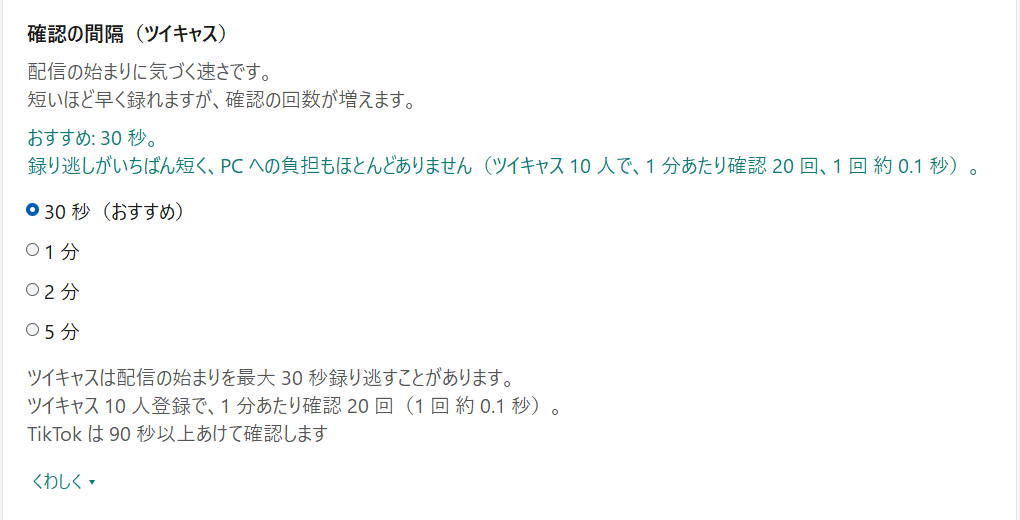 確認の間隔（ツイキャス）
配信の始まりに気づく速さです。
短いほど早く録れますが、確認の回数が増えます。
おすすめ: 30 秒。
録り逃しがいちばん短く、PC への負担もほとんどありません（ツイキャス 10 人で、1 分あたり確認 20 回、1 回 約 0.1 秒）。
30 秒（おすすめ）
1 分
2 分
5 分
ツイキャスは配信の始まりを最大 30 秒録り逃すことがあります。
ツイキャス 10 人登録で、1 分あたり確認 20 回（1 回 約 0.1 秒）。
TikTok は 90 秒以上あけて確認します
くわしく ▾